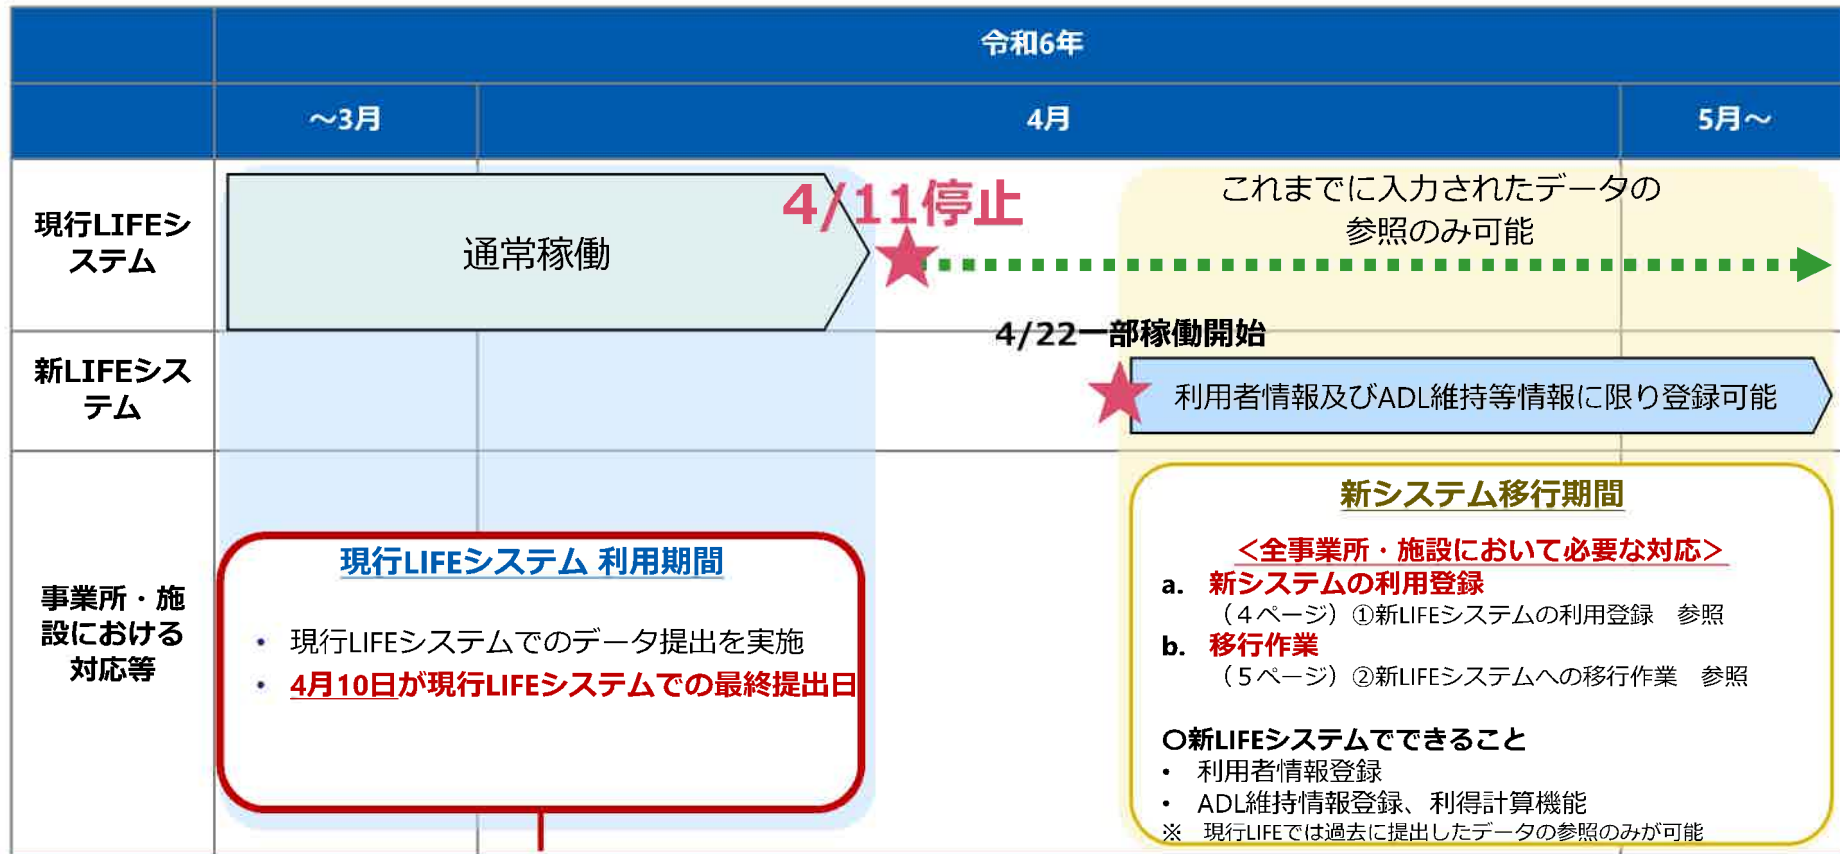 令和6年
～3月
4月
5月～
現行LIFEシ
ステム
通常稼働
4/11停止
これまでに入力されたデータの
参照のみ可能
新LIFEシス
テム
4/22一部稼働開始
利用者情報及びADL維持等情報に限り登録可能
事業所・施
設における
対応等
現行LIFEシステム 利用期間
• 現行LIFEシステムでのデータ提出を実施
• 4月10日が現行LIFEシステムでの最終提出日
新システム移行期間
＜全事業所・施設において必要な対応＞
a. 新システムの利用登録
（４ページ）①新LIFEシステムの利用登録　参照
b. 移行作業
（５ページ）②新LIFEシステムへの移行作業　参照
〇新LIFEシステムでできること
• 利用者情報登録
• ADL維持情報登録、利得計算機能
※ 現行LIFEでは過去に提出したデータの参照のみが可能